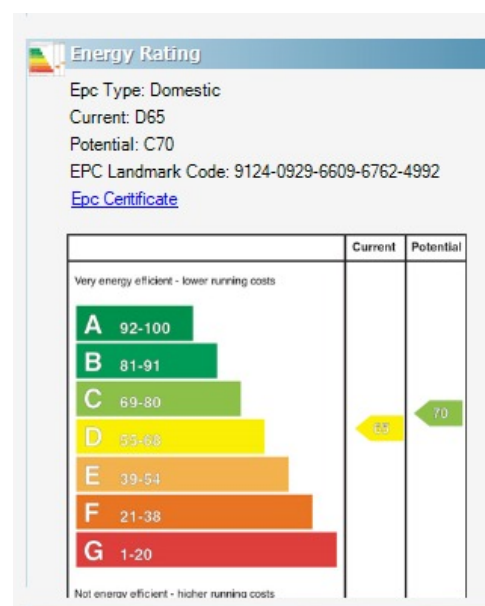 Energy Rating
Epc Type: Domestic
Current: D65
Potential: C70
EPC Landmark Code: 9124-0929-6609-6762-4992
Epc Ceritificate
Current Potential
Very energy efficient - lower running costs
A 92-100
B 81-91
C 69-80
70
D 55-68
65
E 39-54
F 21-38
G 1-20
Not energy efficient - higher running costs